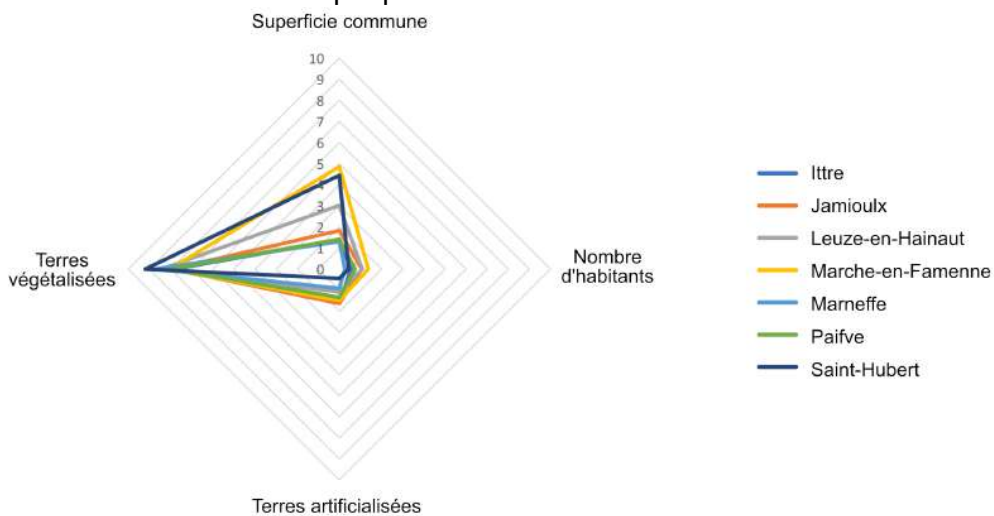 Superficie commune
10
9
8
7
6
5
4
3
2
1
0
Terres
végétalisées
Nombre
d'habitants
Terres artificialisées
Ittre
Jamioulx
Leuze-en-Hainaut
Marche-en-Famenne
Marneffe
Paifve
Saint-Hubert